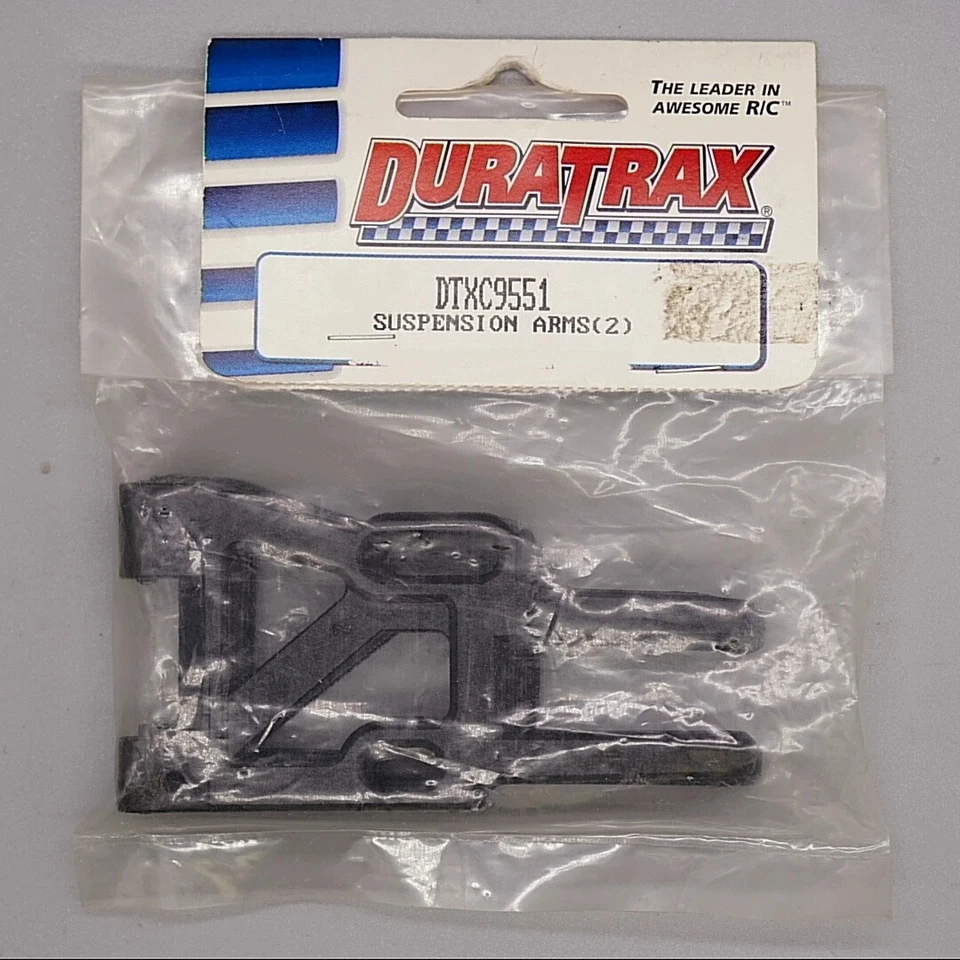 THE LEADER IN
AWESOME R/C™
DURATRAX®
DTXC9551
SUSPENSION ARMS(2)